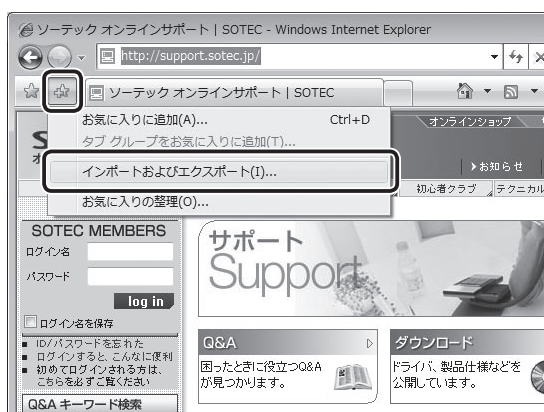 ソーテック オンラインサポート | SOTEC - Windows Internet Explorer
http://support.sotec.jp/
ソーテック オンラインサポート | SOTEC
お気に入りに追加(A)... Ctrl+D
タブ グループをお気に入りに追加(T)...
インポートおよびエクスポート(I)...
お気に入りの整理(O)...
オンラインショップ
お知らせ
初心者クラブ テクニカル
SOTEC MEMBERS
ログイン名
パスワード
log in
ログイン名を保存
ID/パスワードを忘れた
ログインすると、こんなに便利
初めてログインされる方は、
こちらを必ずご覧ください
Q&A キーワード検索
サポート
Support
Q&A
困ったときに役立つQ&A
が見つかります。
ダウンロード
ドライバ、製品仕様などを
公開しています。